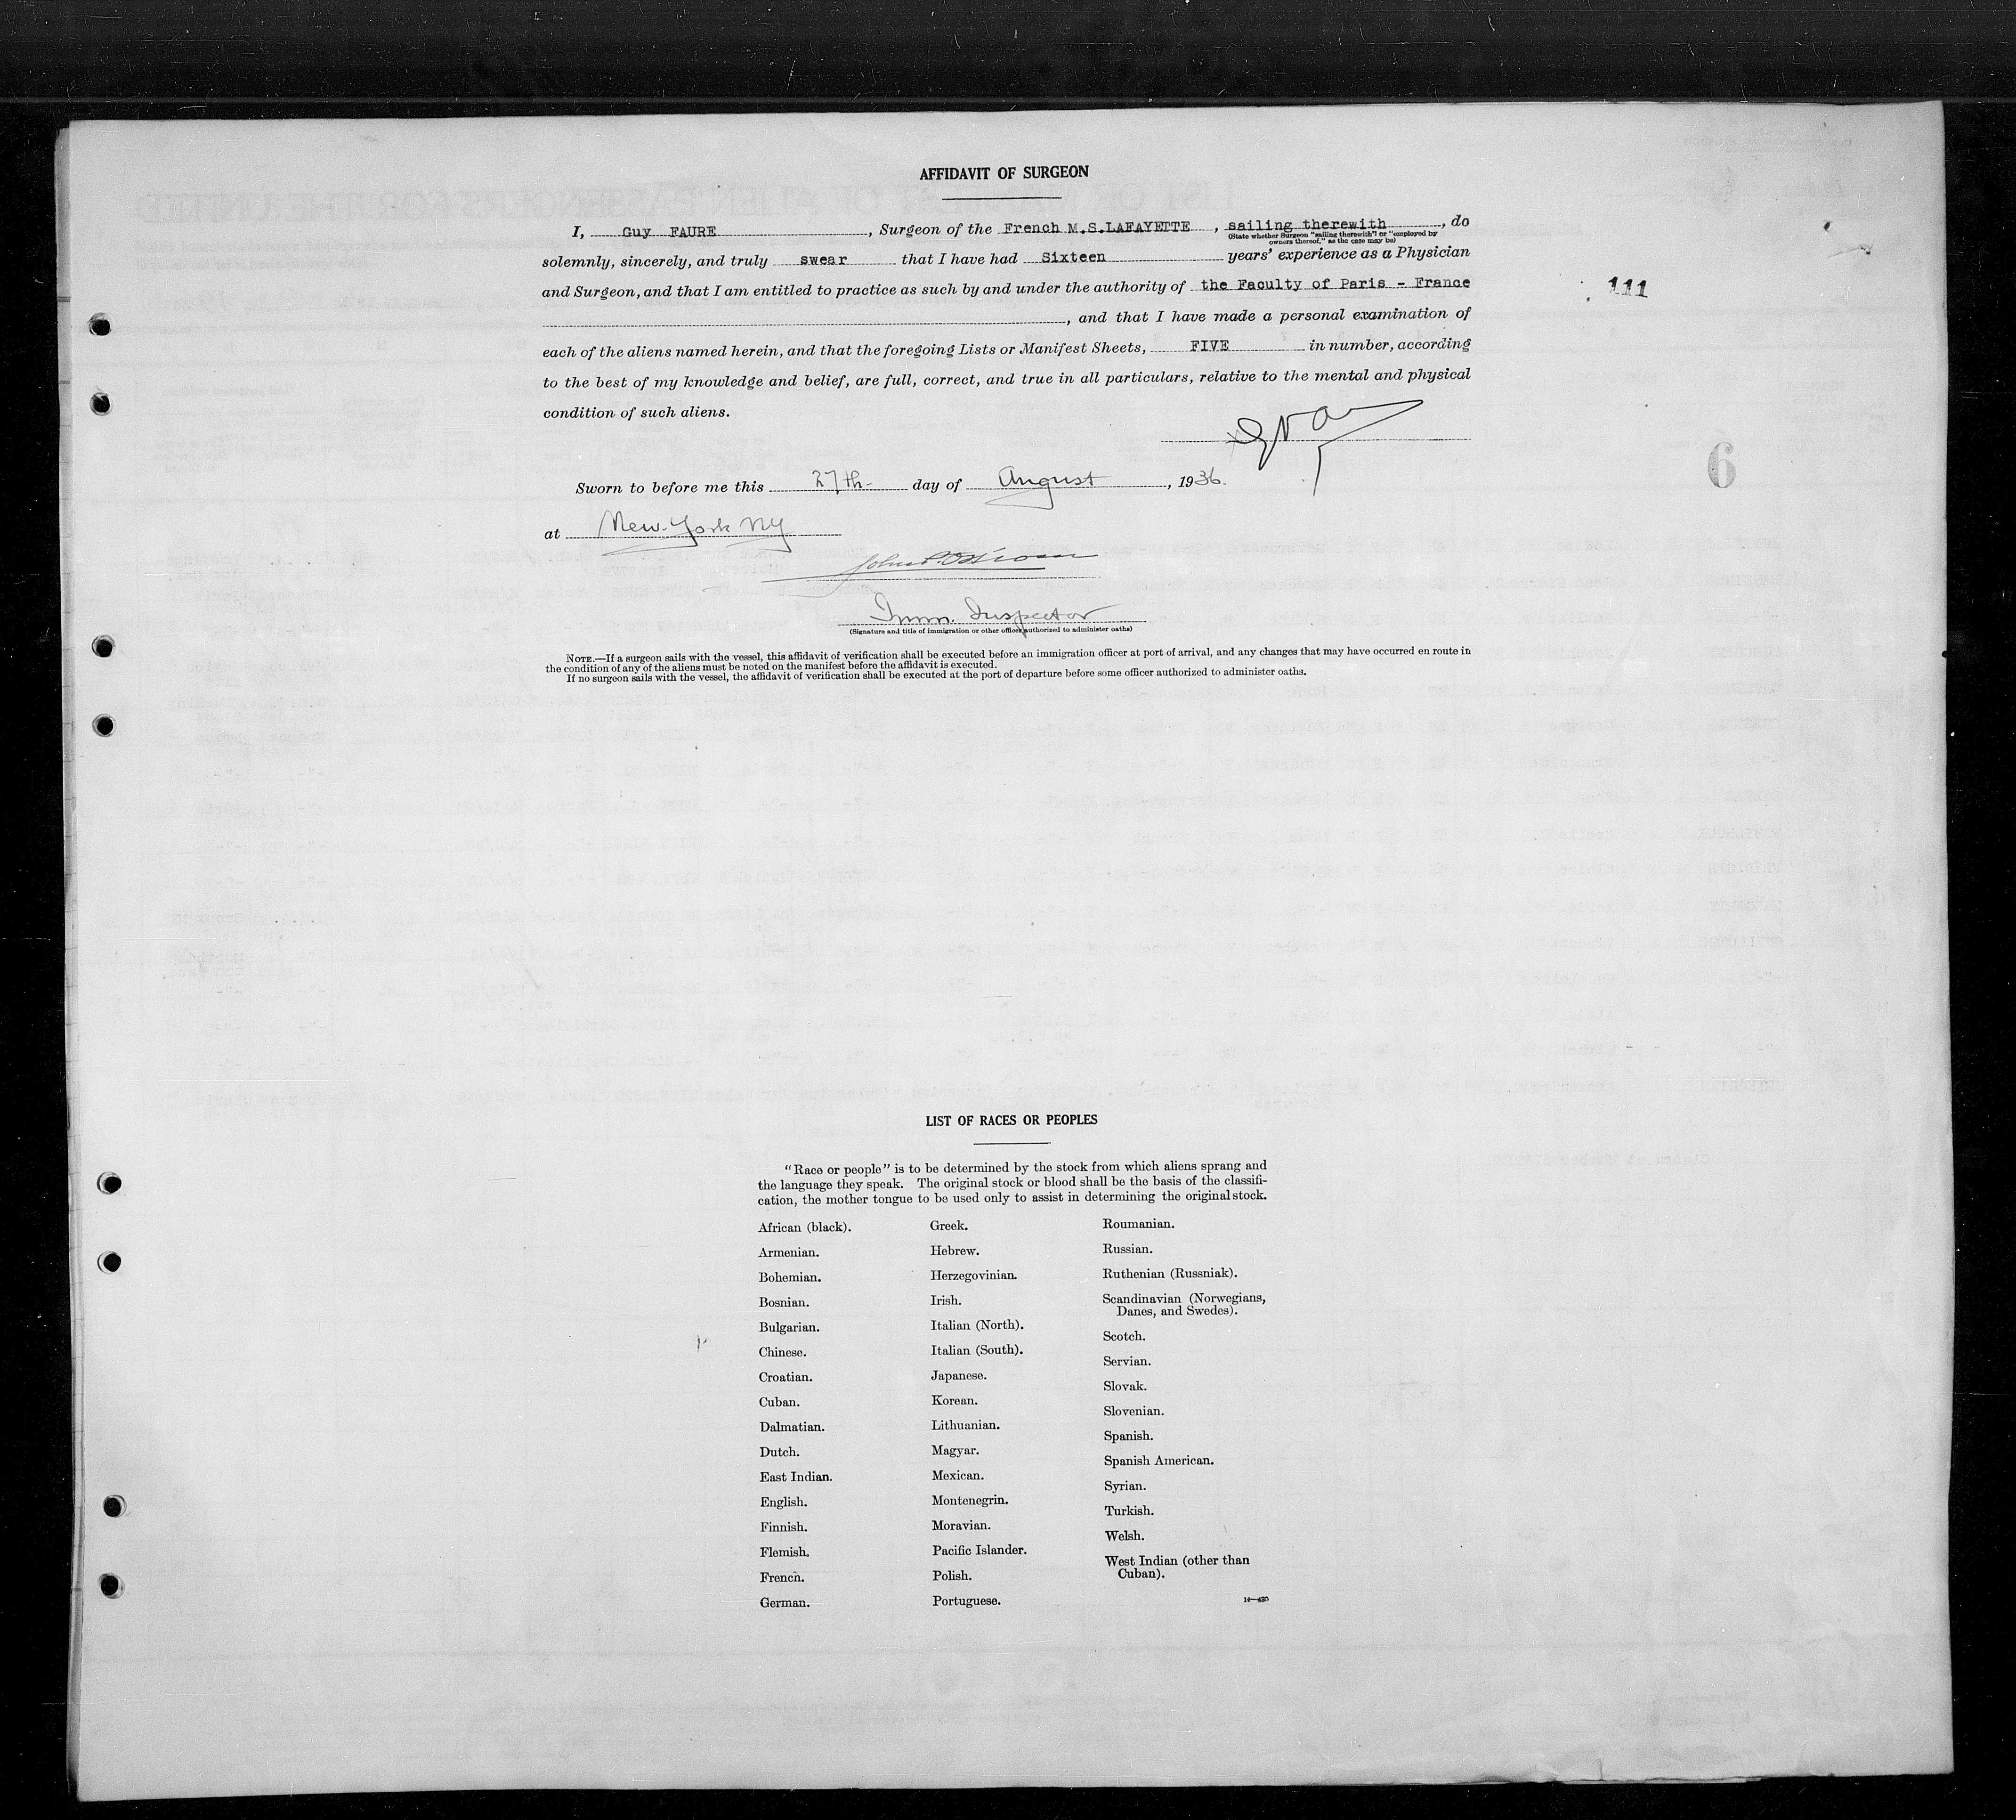 AFFIDAVIT OF SURGEON
I, Guy FAURE, Surgeon of the French M.S.LAFAYETTE, sailing therewith, do
(State whether Surgeon "sailing therewith" or "employed by
owners thereof," as the case may be)
solemnly, sincerely, and truly swear that I have had Sixteen years' experience as a Physician
and Surgeon, and that I am entitled to practice as such by and under the authority of the Faculty of Paris - France
, and that I have made a personal examination of
111
each of the aliens named herein, and that the foregoing Lists or Manifest Sheets, FIVE in number, according
to the best of my knowledge and belief, are full, correct, and true in all particulars, relative to the mental and physical
condition of such aliens.
6
Sworn to before me this 27th day of August, 1936.
at New York NY
Imm. Inspector
(Signature and title of immigration or other officer authorized to administer oaths)
NOTE.—If a surgeon sails with the vessel, this affidavit of verification shall be executed before an immigration officer at port of arrival, and any changes that may have occurred en route in
the condition of any of the aliens must be noted on the manifest before the affidavit is executed.
If no surgeon sails with the vessel, the affidavit of verification shall be executed at the port of departure before some officer authorized to administer oaths.
LIST OF RACES OR PEOPLES
"Race or people" is to be determined by the stock from which aliens sprang and
the language they speak. The original stock or blood shall be the basis of the classifi-
cation, the mother tongue to be used only to assist in determining the original stock.
African (black).
Armenian.
Bohemian.
Bosnian.
Bulgarian.
Chinese.
Croatian.
Cuban.
Dalmatian.
Dutch.
East Indian.
English.
Finnish.
Flemish.
French.
German.
Greek.
Hebrew.
Herzegovinian.
Irish.
Italian (North).
Italian (South).
Japanese.
Korean.
Lithuanian.
Magyar.
Mexican.
Montenegrin.
Moravian.
Pacific Islander.
Polish.
Portuguese.
Roumanian.
Russian.
Ruthenian (Russniak).
Scandinavian (Norwegians,
Danes, and Swedes).
Scotch.
Servian.
Slovak.
Slovenian.
Spanish.
Spanish American.
Syrian.
Turkish.
Welsh.
West Indian (other than
Cuban).